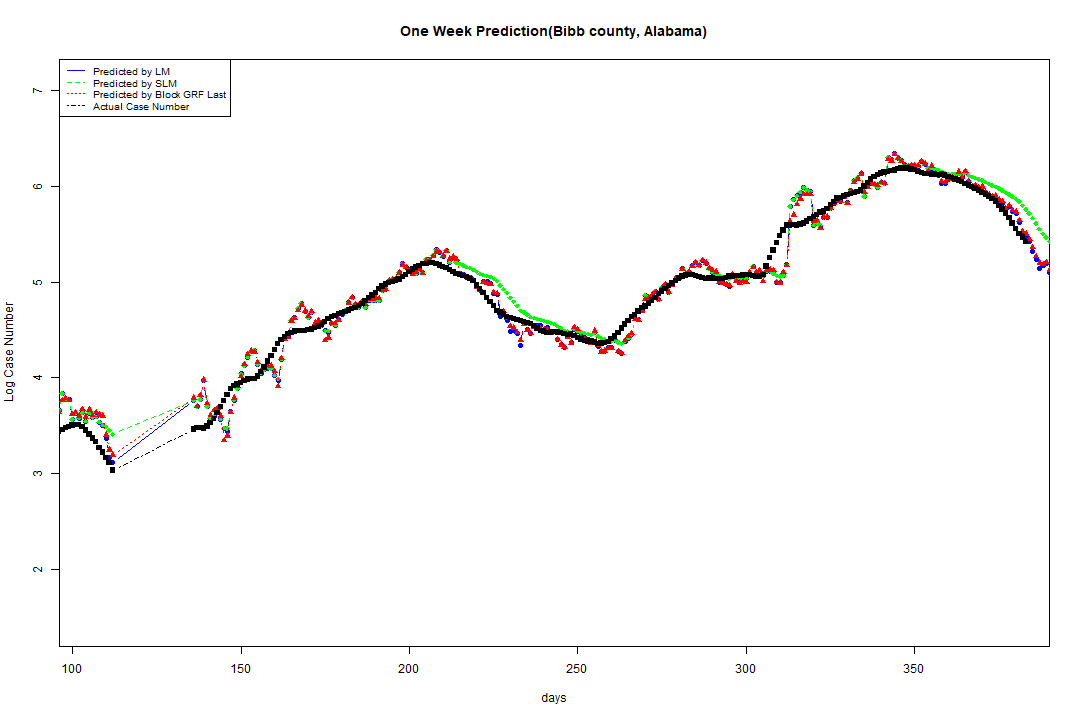 One Week Prediction(Bibb county, Alabama)
Predicted by LM
Predicted by SLM
Predicted by Block GRF Last
Actual Case Number
7
6
5
4
3
2
Log Case Number
100 150 200 250 300 350
days